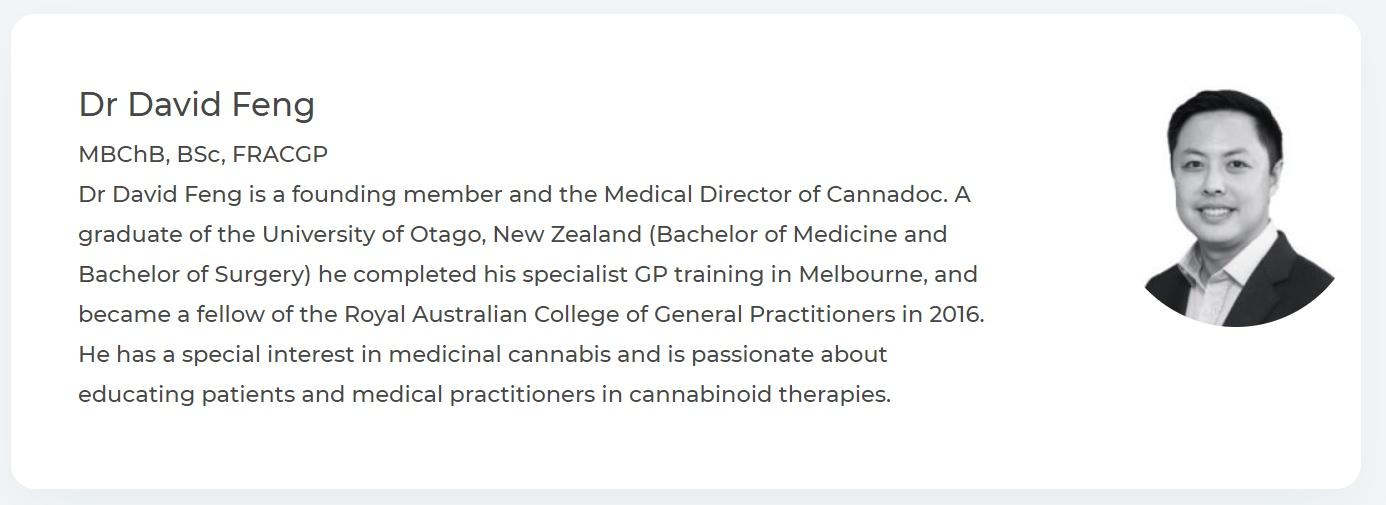 Dr David Feng
MBChB, BSc, FRACGP
Dr David Feng is a founding member and the Medical Director of Cannadoc. A
graduate of the University of Otago, New Zealand (Bachelor of Medicine and
Bachelor of Surgery) he completed his specialist GP training in Melbourne, and
became a fellow of the Royal Australian College of General Practitioners in 2016.
He has a special interest in medicinal cannabis and is passionate about
educating patients and medical practitioners in cannabinoid therapies.